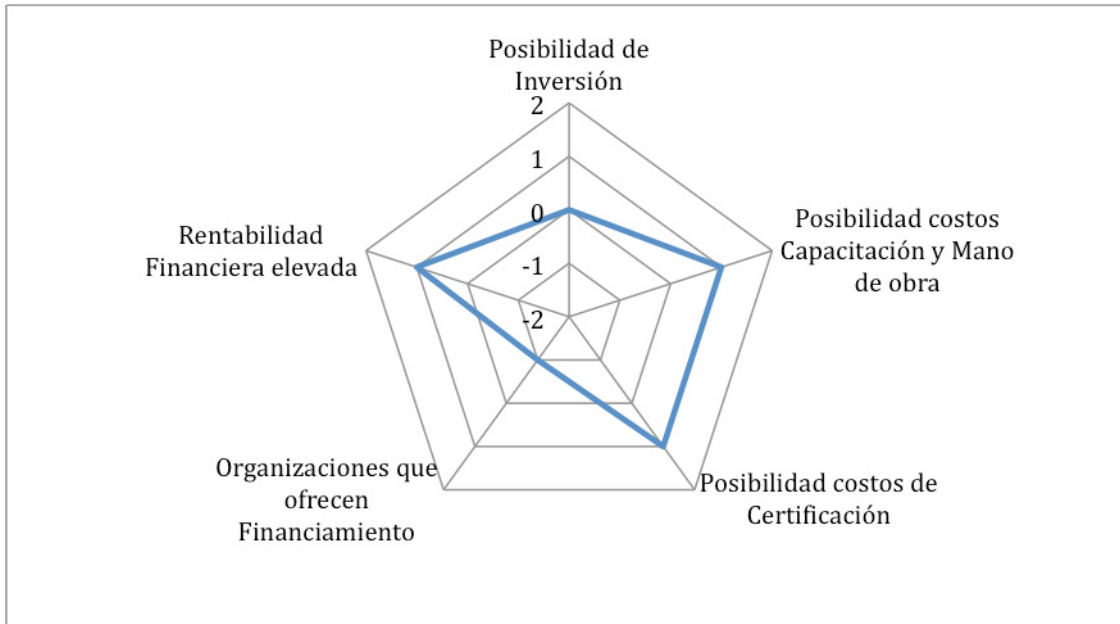 Posibilidad de
Inversión
2
1
0
-1
-2
Posibilidad costos
Capacitación y Mano
de obra
Posibilidad costos de
Certificación
Organizaciones que
ofrecen
Financiamiento
Rentabilidad
Financiera elevada